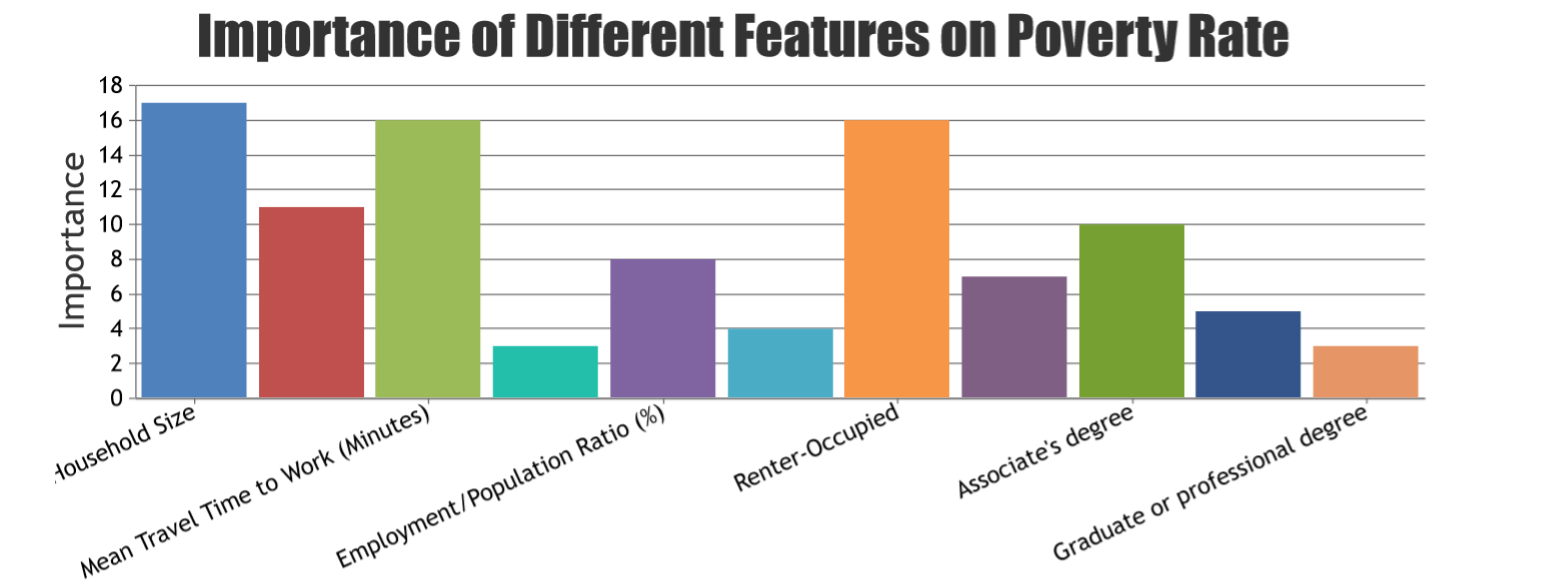 Importance of Different Features on Poverty Rate
Importance
18
16
14
12
10
8
6
4
2
0
Household Size
Mean Travel Time to Work (Minutes)
Employment/Population Ratio (%)
Renter-Occupied
Associate's degree
Graduate or professional degree